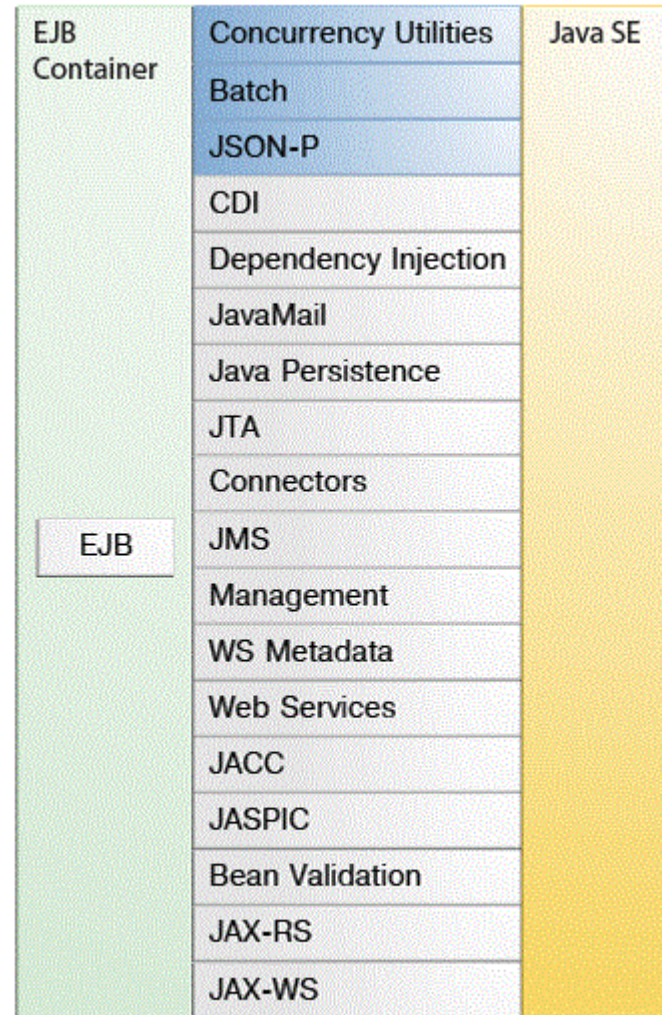 EJB
Container
EJB
Concurrency Utilities
Batch
JSON-P
CDI
Dependency Injection
JavaMail
Java Persistence
JTA
Connectors
JMS
Management
WS Metadata
Web Services
JACC
JASPIC
Bean Validation
JAX-RS
JAX-WS
Java SE